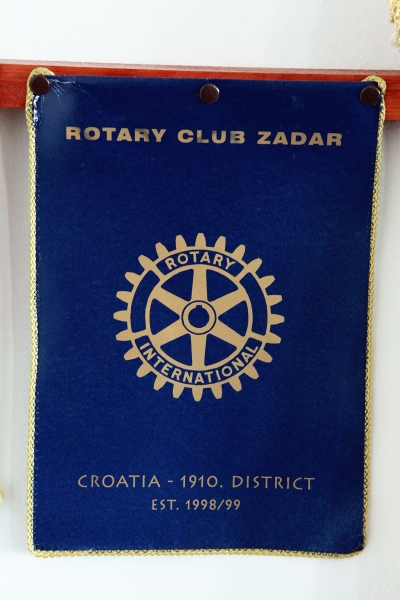 ROTARY CLUB ZADAR
ROTARY
INTERNATIONAL
CROATIA - 1910. DISTRICT
EST. 1998/99